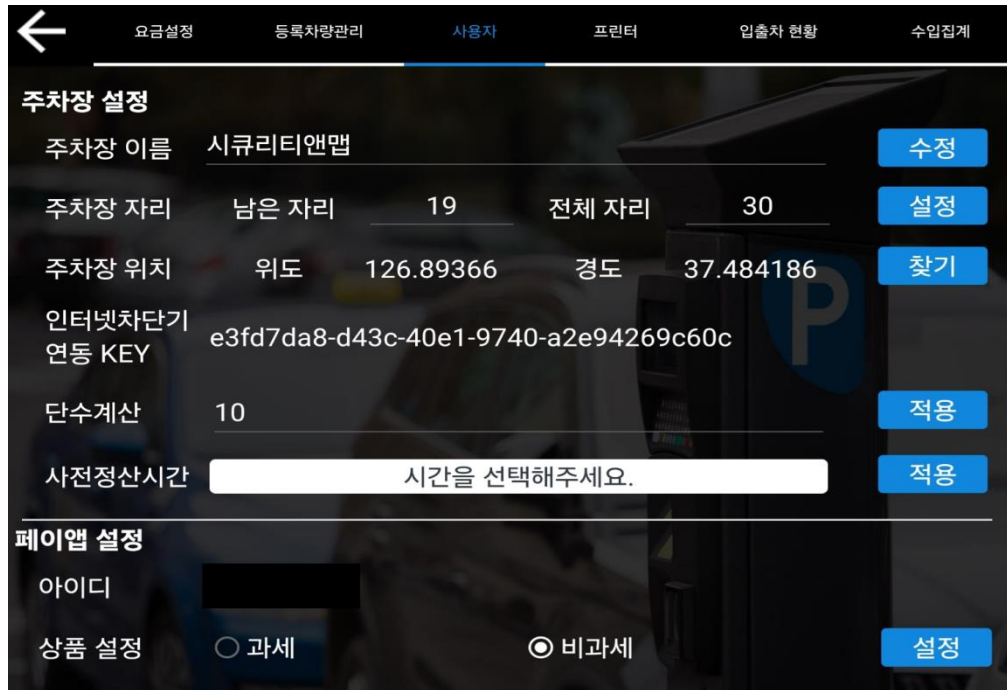 요금설정 등록차량관리 사용자 프린터 입출차 현황 수입집계
주차장 설정
주차장 이름 시큐리티앤맵 수정
주차장 자리 남은 자리 19 전체 자리 30 설정
주차장 위치 위도 126.89366 경도 37.484186 찾기
인터넷차단기
연동 KEY e3fd7da8-d43c-40e1-9740-a2e94269c60c
단수계산 10 적용
사전정산시간 시간을 선택해주세요. 적용
페이앱 설정
아이디
상품 설정 과세 비과세 설정
P